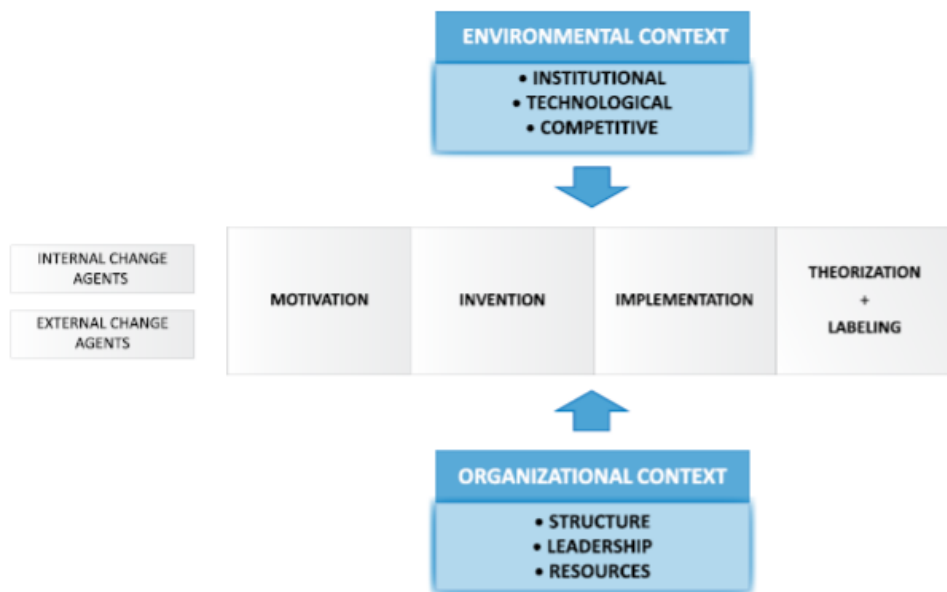 ENVIRONMENTAL CONTEXT
• INSTITUTIONAL
• TECHNOLOGICAL
• COMPETITIVE
INTERNAL CHANGE
AGENTS
EXTERNAL CHANGE
AGENTS
MOTIVATION
INVENTION
IMPLEMENTATION
THEORIZATION
+
LABELING
ORGANIZATIONAL CONTEXT
• STRUCTURE
• LEADERSHIP
• RESOURCES